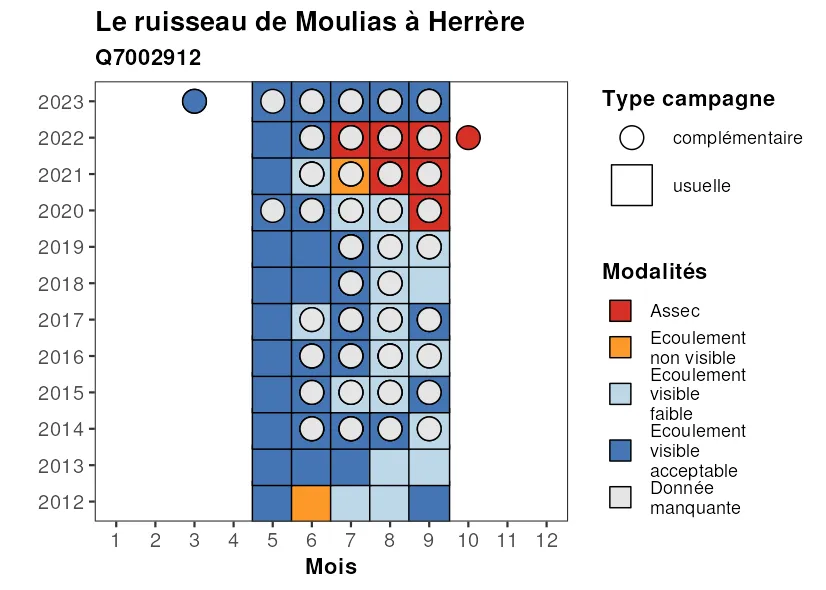 Le ruisseau de Moulias à Herrère
Q7002912
2023
2022
2021
2020
2019
2018
2017
2016
2015
2014
2013
2012
1 2 3 4 5 6 7 8 9 10 11 12
Mois
Type campagne
complémentaire
usuelle
Modalités
Assec
Ecoulement
non visible
Ecoulement
visible
faible
Ecoulement
visible
acceptable
Donnée
manquante